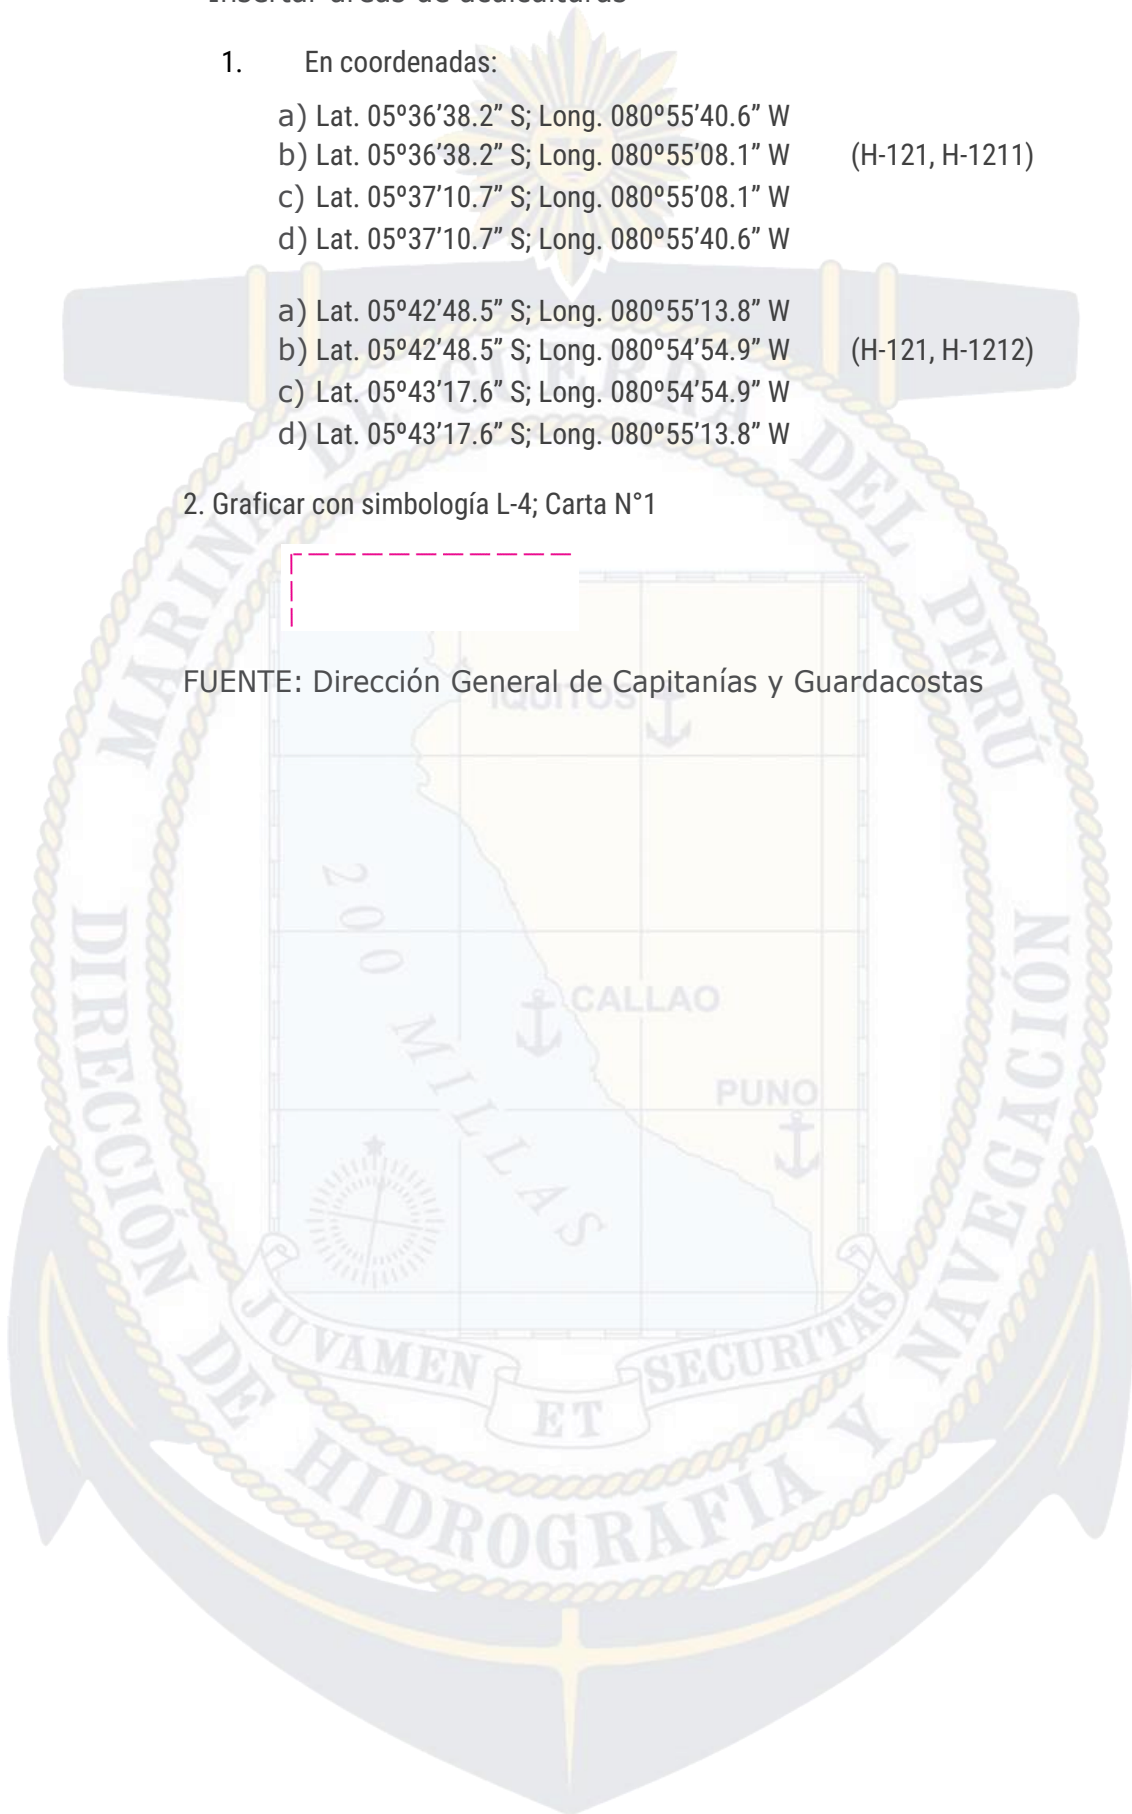 Insertar áreas de acuicultura s
1. En coordenadas:
a) Lat. 05º36’38.2” S; Long. 080º55’40.6” W
b) Lat. 05º36’38.2” S; Long. 080º55’08.1” W (H-121, H-1211)
c) Lat. 05º37’10.7” S; Long. 080º55’08.1” W
d) Lat. 05º37’10.7” S; Long. 080º55’40.6” W
a) Lat. 05º42’48.5” S; Long. 080º55’13.8” W
b) Lat. 05º42’48.5” S; Long. 080º54’54.9” W (H-121, H-1212)
c) Lat. 05º43’17.6” S; Long. 080º54’54.9” W
d) Lat. 05º43’17.6” S; Long. 080º55’13.8” W
2. Graficar con simbología L-4; Carta N°1
FUENTE: Dirección General de Capitanías y Guardacostas
MARINA DE GUERRA DEL PERÚ
IQUITOS
200 MILLAS
CALLAO
PUNO
JUVAMEN ET SECURITAS
DIRECCIÓN DE HIDROGRAFÍA Y NAVEGACIÓN